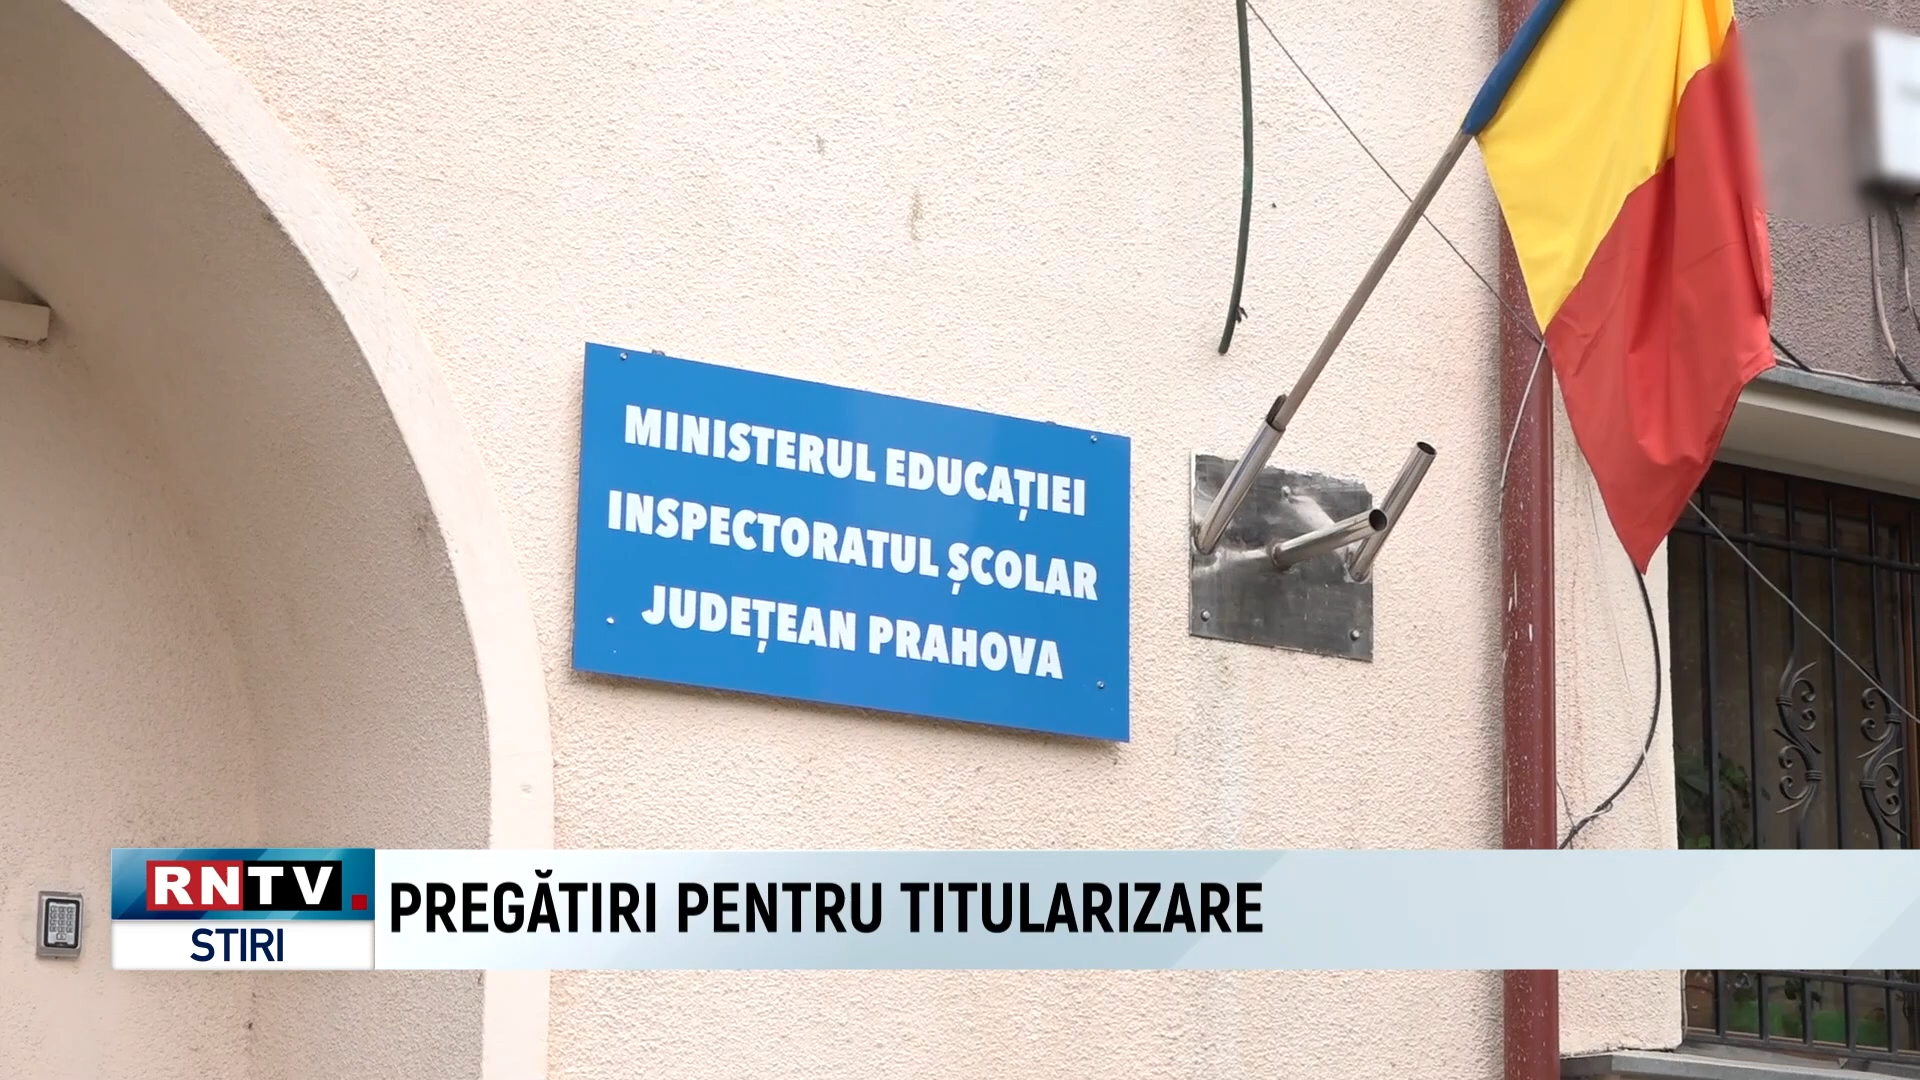 MINISTERUL EDUCAȚIEI
INSPECTORATUL ȘCOLAR
JUDEȚEAN PRAHOVA
RNTV.
STIRI
PREGĂTIRI PENTRU TITULARIZARE